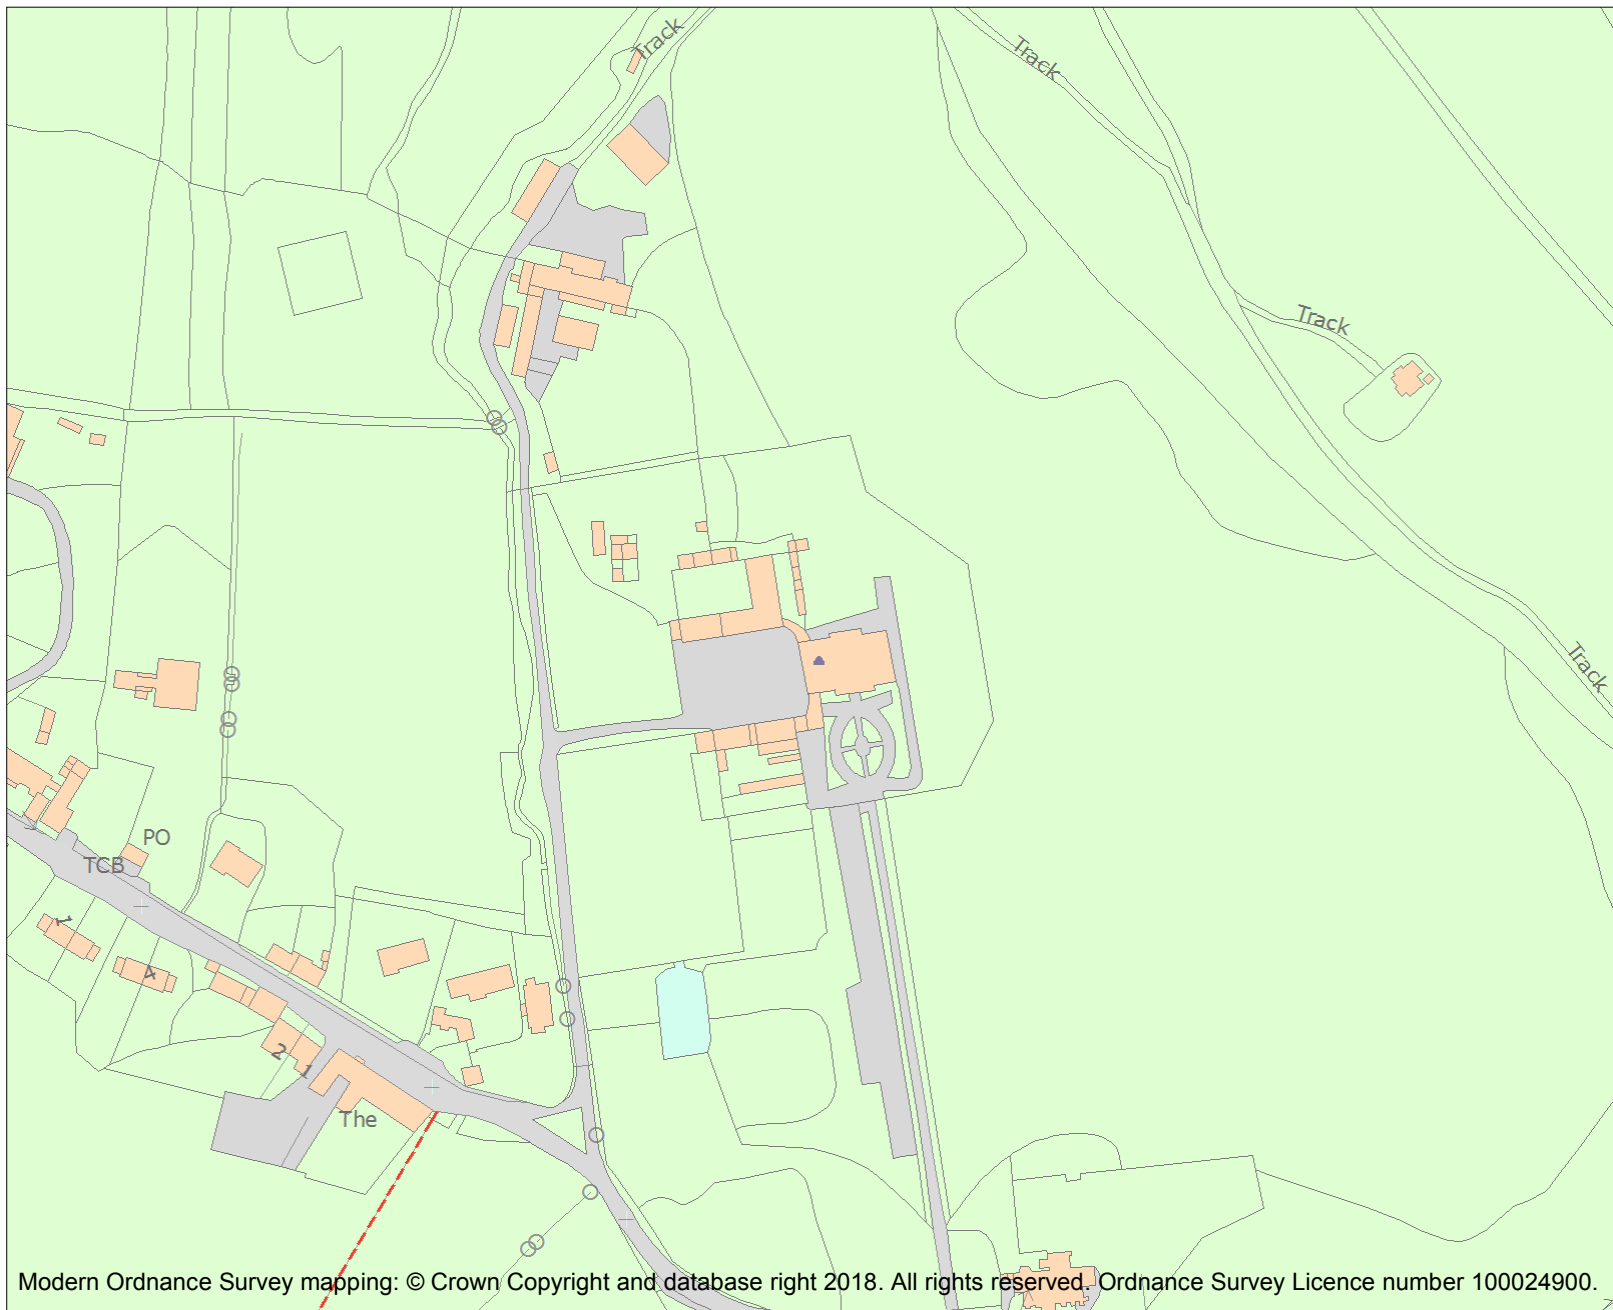 Track
Track
Track
Track
PO
TCB
1
4
2
1
The
Modern Ordnance Survey mapping: © Crown Copyright and database right 2018. All rights reserved. Ordnance Survey Licence number 100024900.